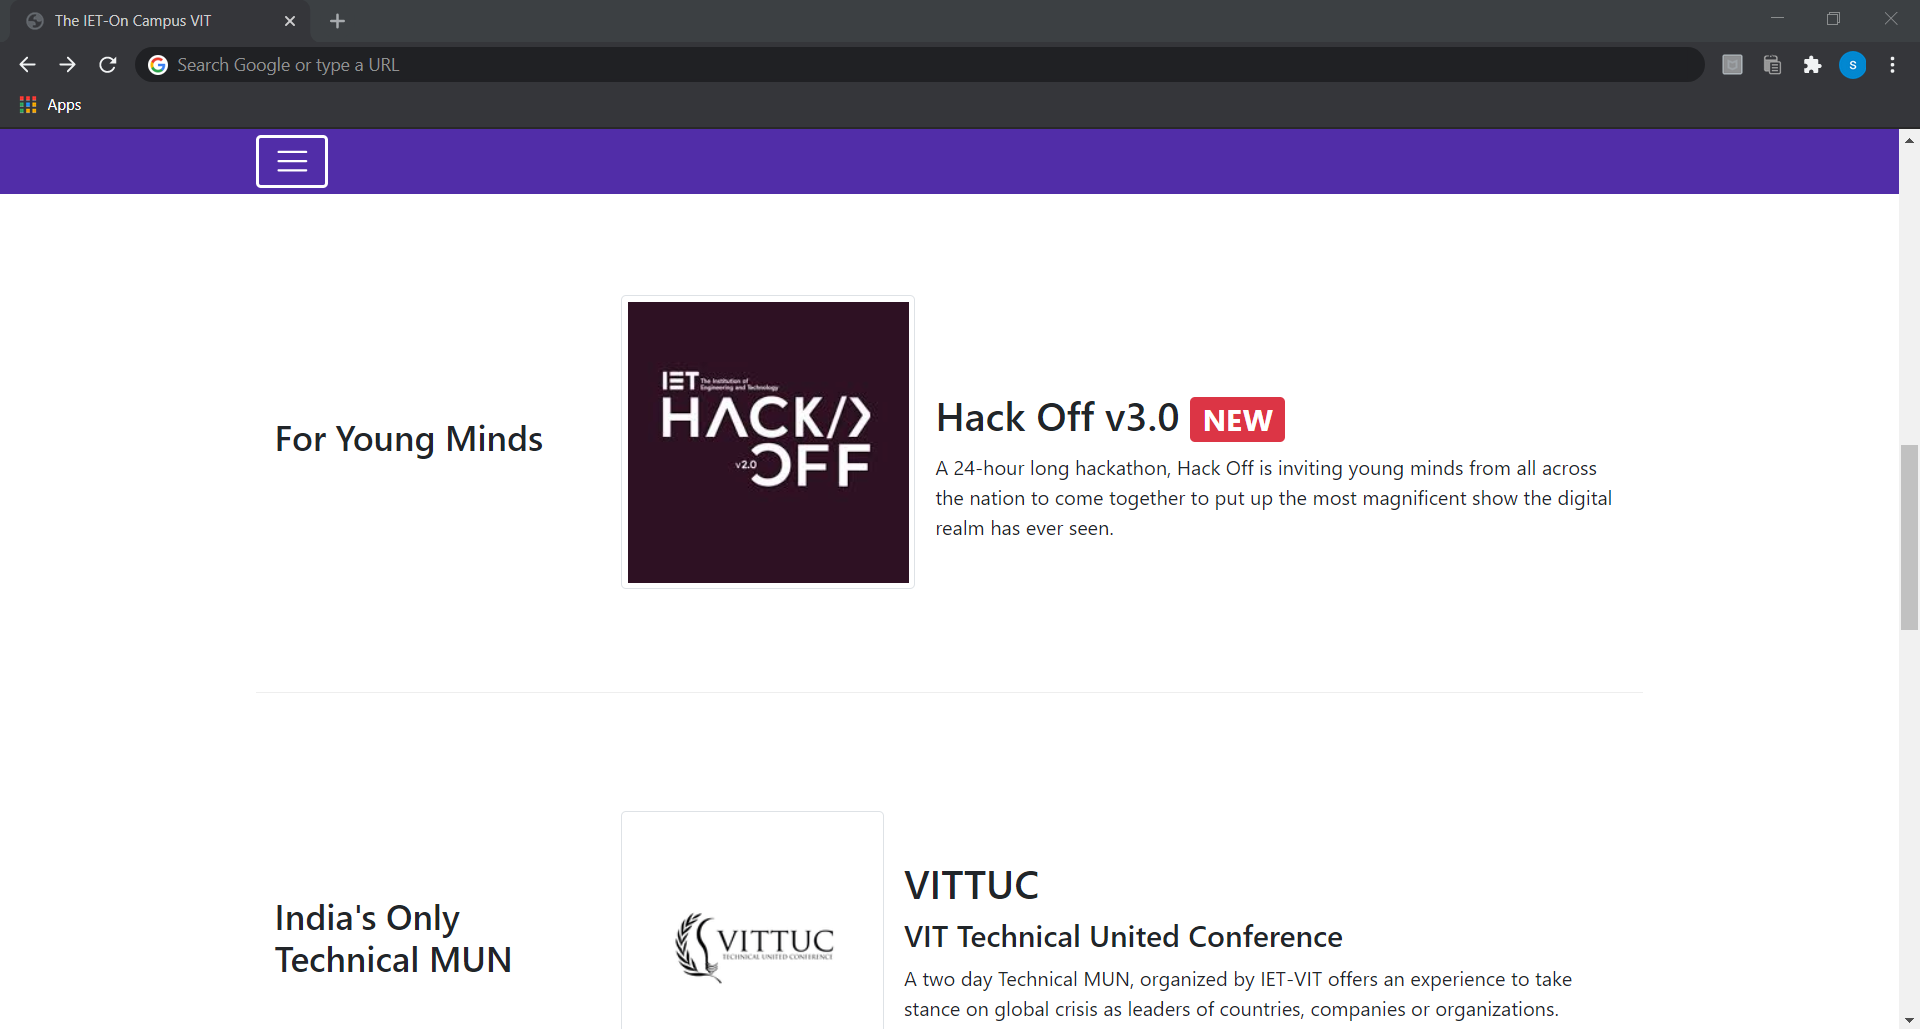 The IET-On Campus VIT
Search Google or type a URL
S
Apps
For Young Minds
IET The Institution of
Engineering and Technology
HACK/>
v2.0 OFF
Hack Off v3.0 NEW
A 24-hour long hackathon, Hack Off is inviting young minds from all across
the nation to come together to put up the most magnificent show the digital
realm has ever seen.
India's Only
Technical MUN
VITTUC
TECHNICAL UNITED CONFERENCE
VITTUC
VIT Technical United Conference
A two day Technical MUN, organized by IET-VIT offers an experience to take
stance on global crisis as leaders of countries, companies or organizations.